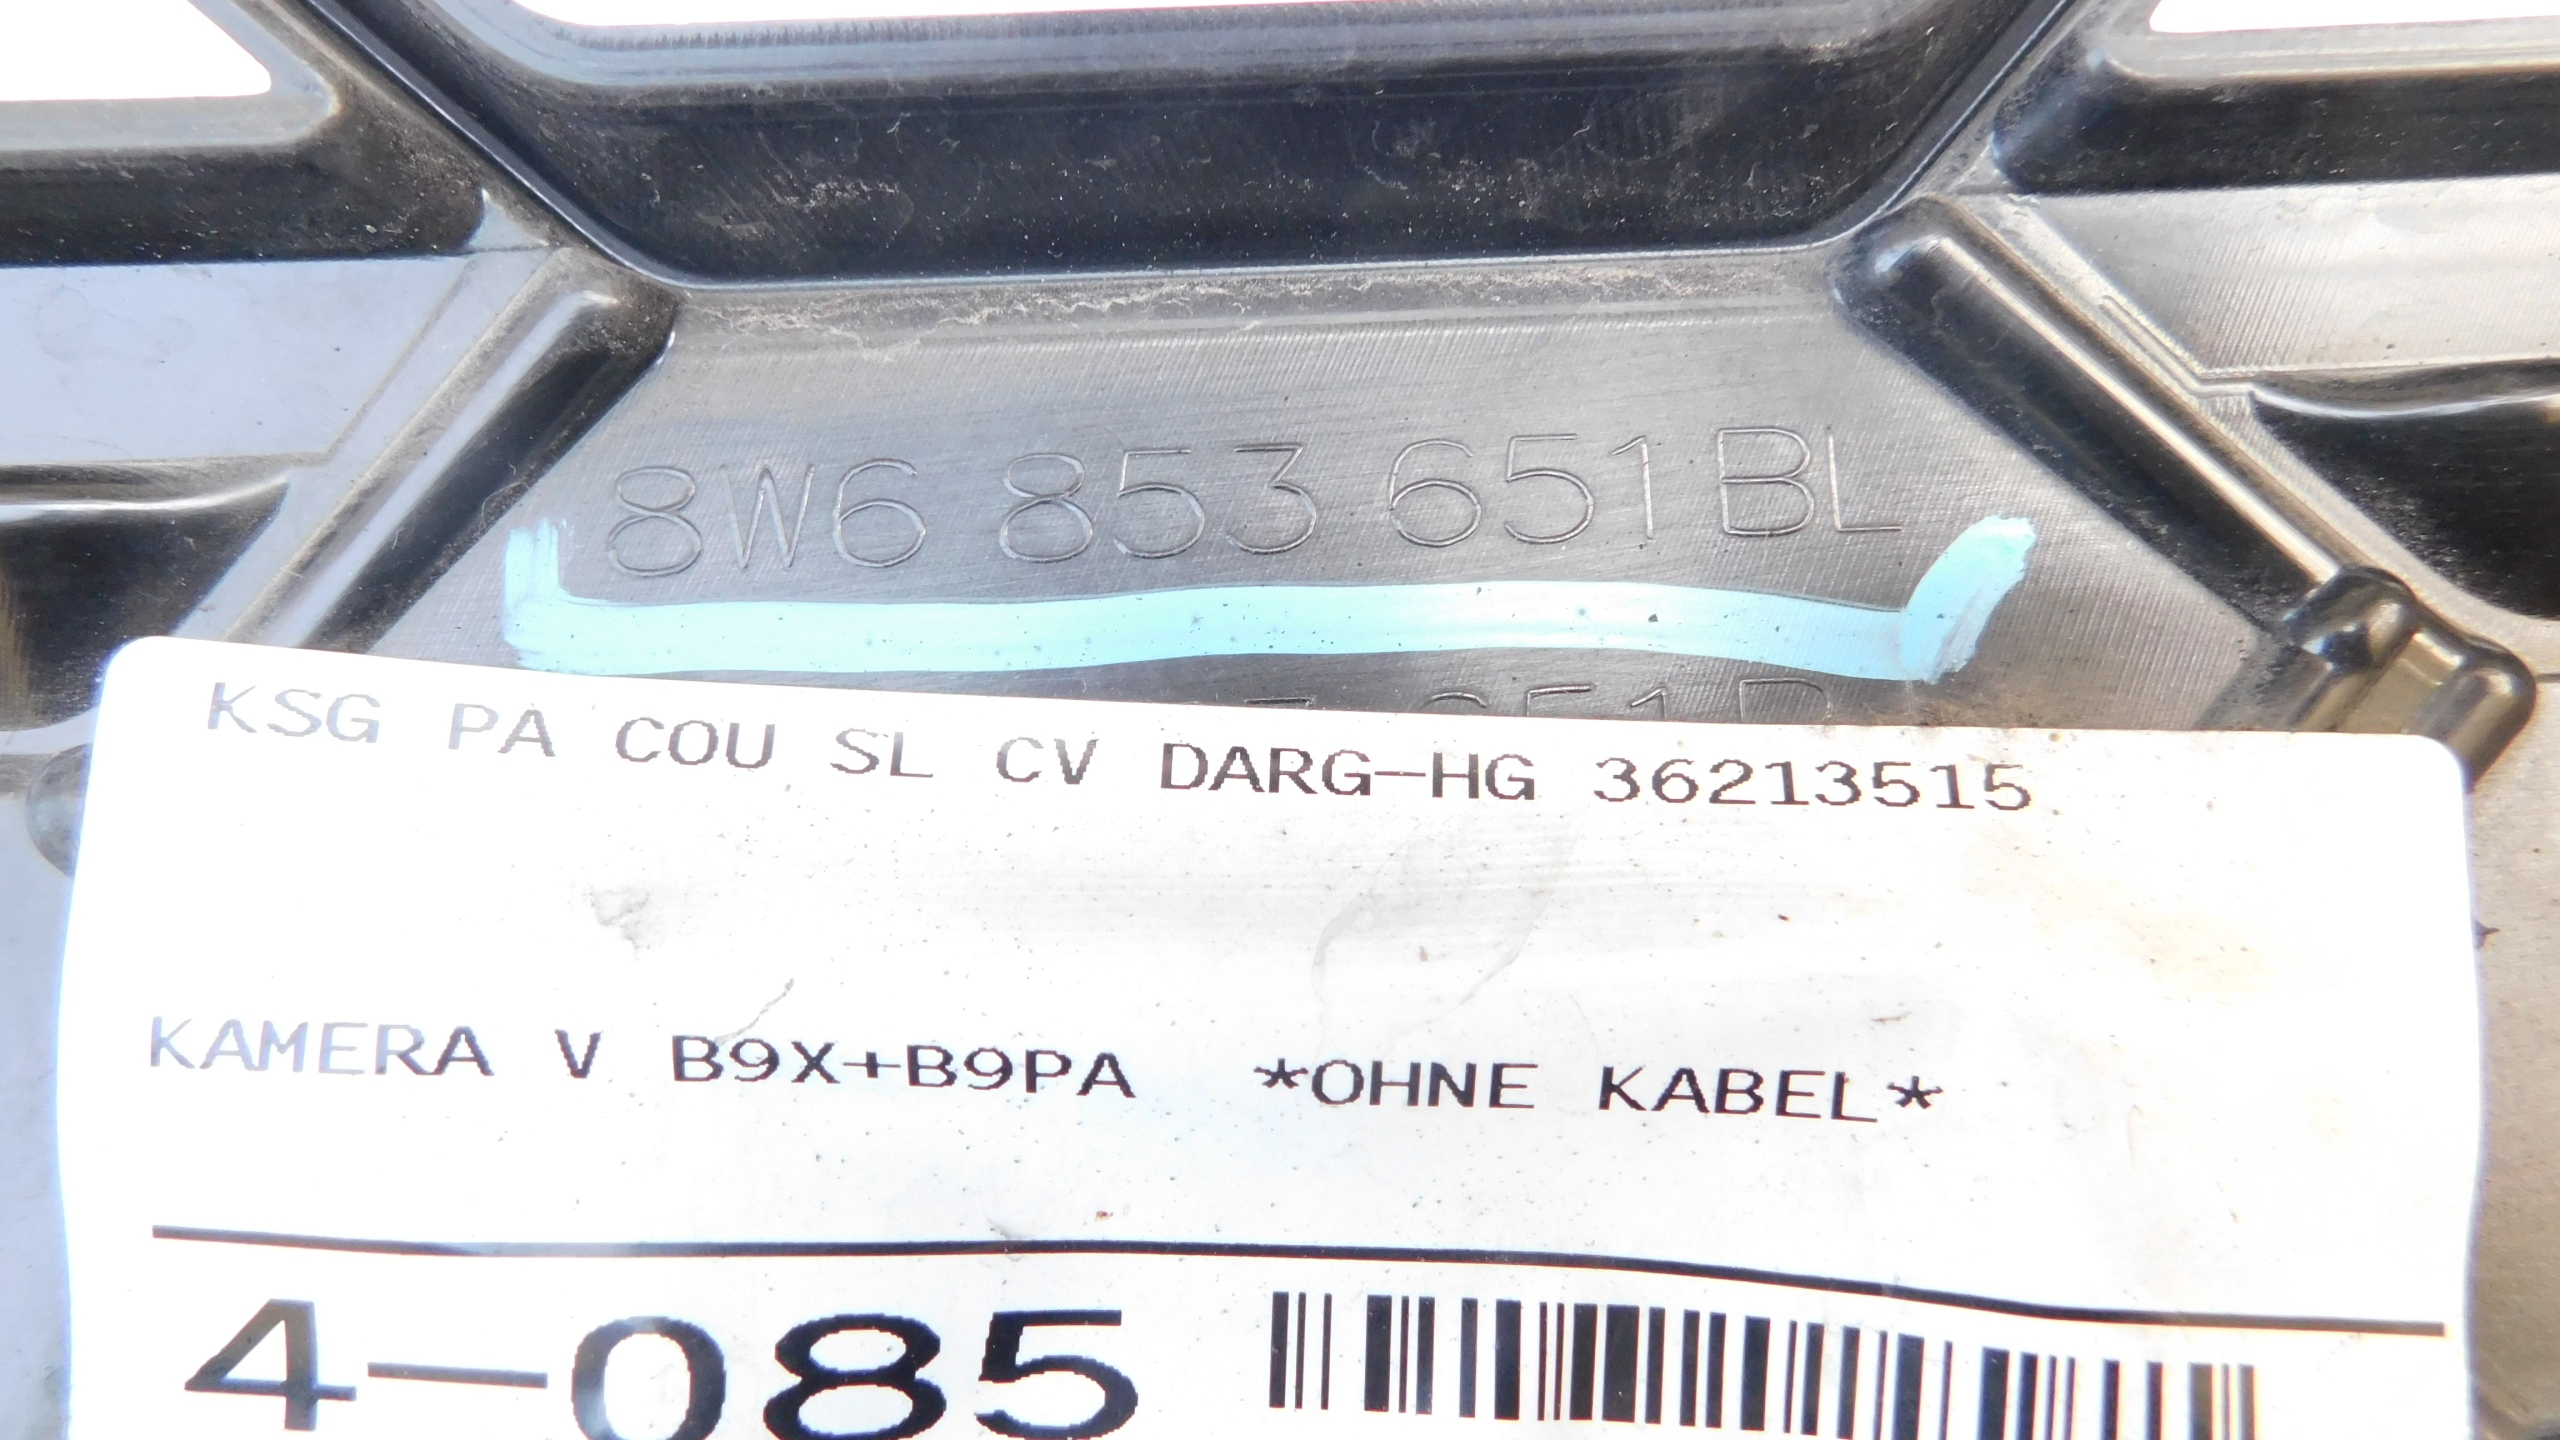 8W6 853 651 BL
KSG PA COU SL CV DARG-HG 36213515
KAMERA V B9X+B9PA *OHNE KABEL*
4-085